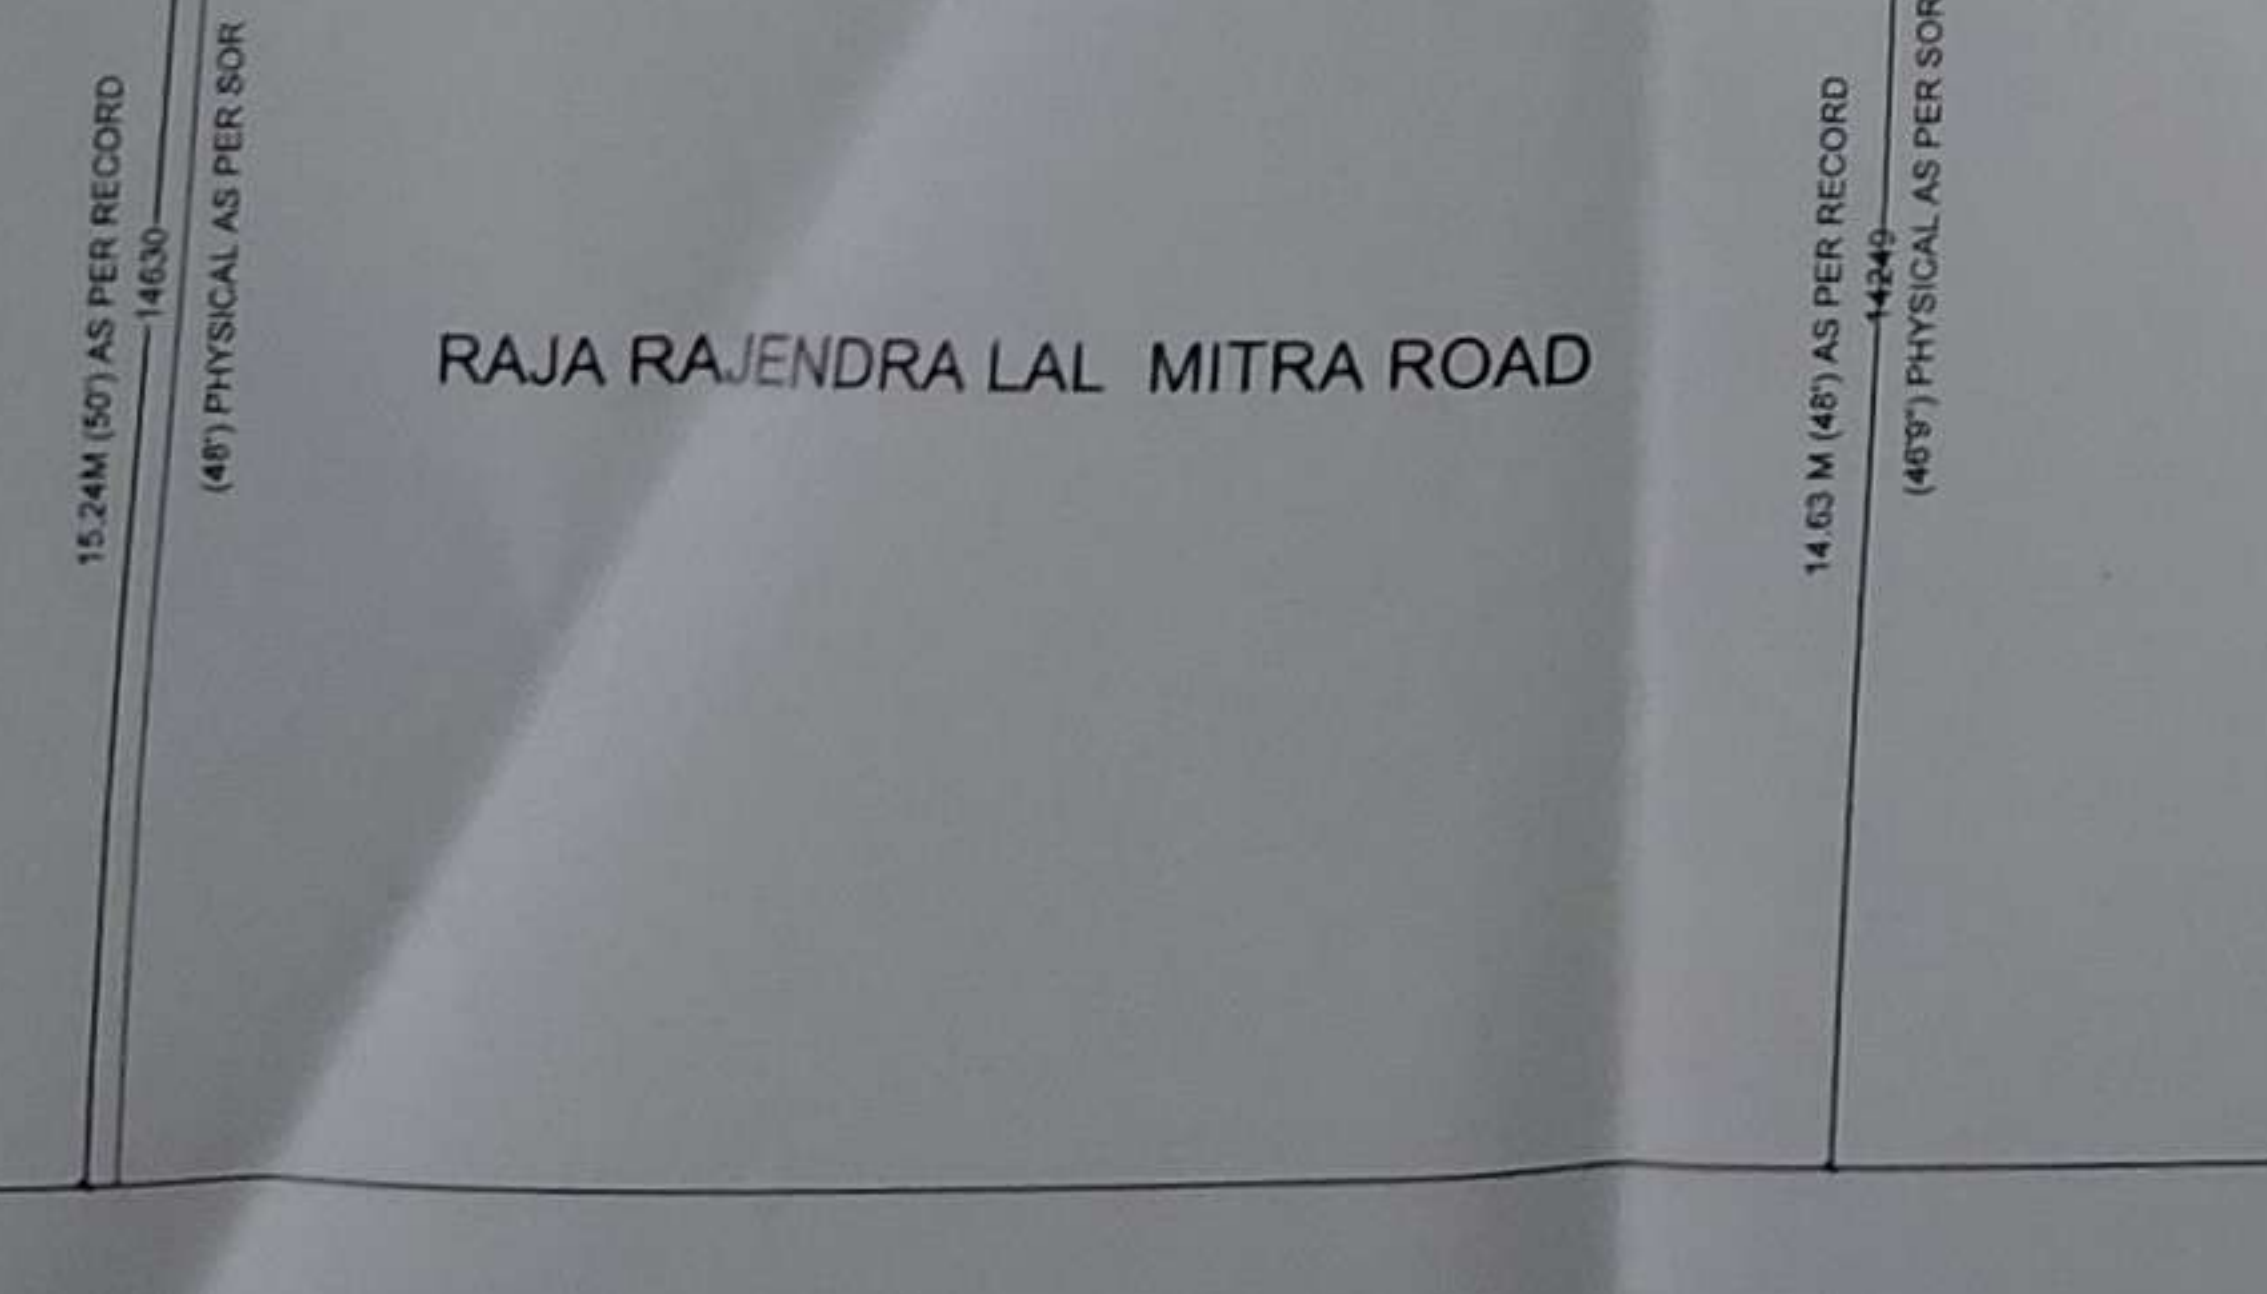 15.24M (50') AS PER RECORD
14630
(48') PHYSICAL AS PER SOR
RAJA RAJENDRA LAL MITRA ROAD
14.63 M (48') AS PER RECORD
14249
(46'9") PHYSICAL AS PER SOR